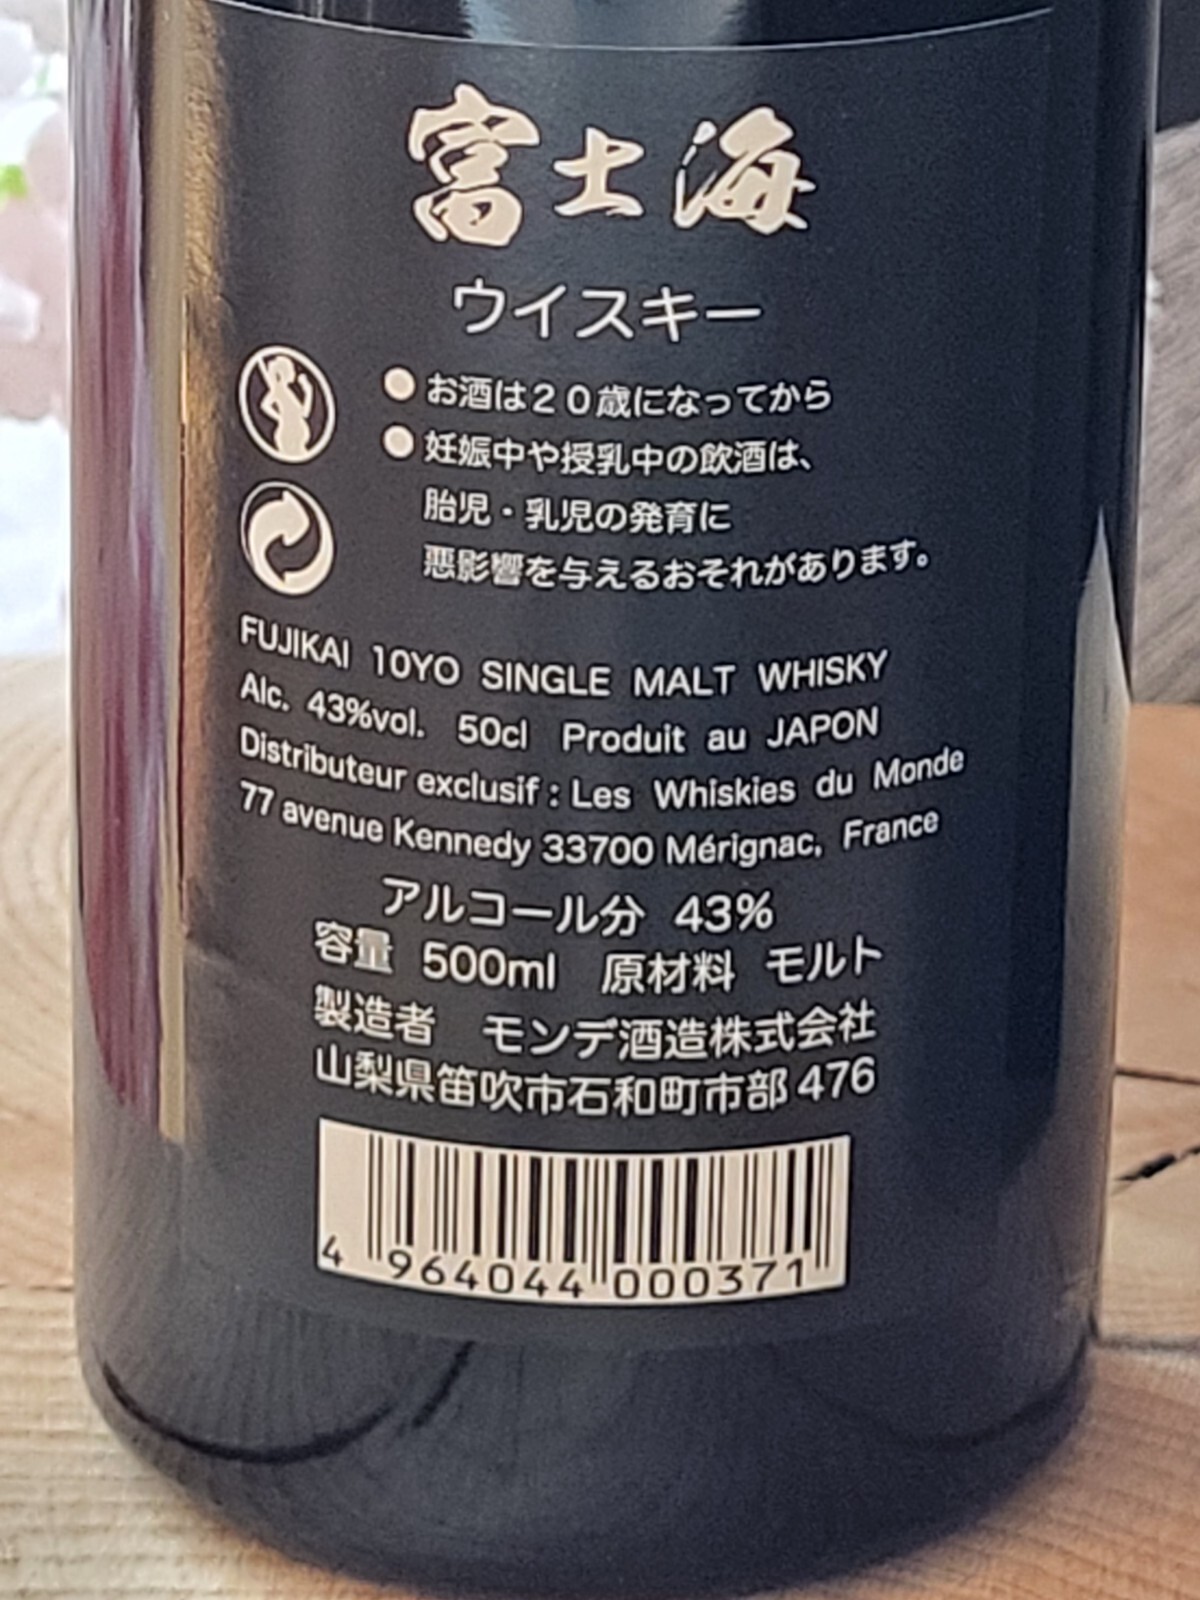 富士海
ウイスキー
●お酒は20歳になってから
●妊娠中や授乳中の飲酒は、
胎児・乳児の発育に
悪影響を与えるおそれがあります。
FUJIKAI 10YO SINGLE MALT WHISKY
Alc. 43%vol. 50cl Produit au JAPON
Distributeur exclusif : Les Whiskies du Monde
77 avenue Kennedy 33700 Mérignac, France
アルコール分 43%
容量 500ml 原材料 モルト
製造者 モンデ酒造株式会社
山梨県笛吹市石和町市部476
4 964044 000371